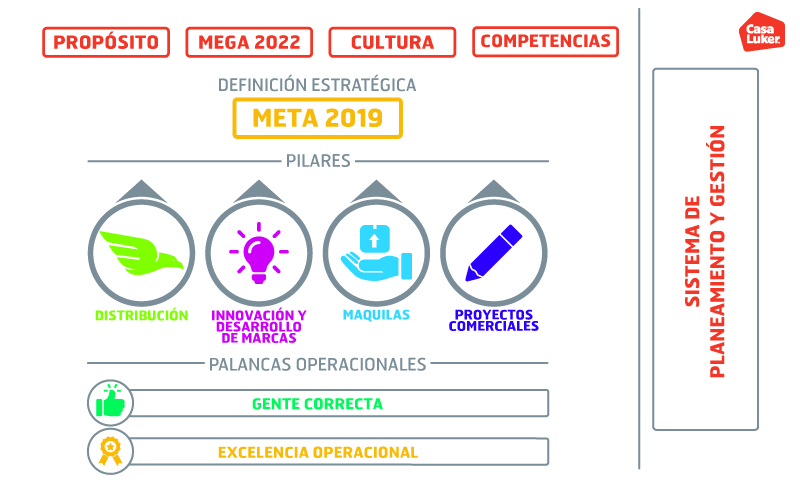 PROPÓSITO
MEGA 2022
CULTURA
COMPETENCIAS
Casa
Luker.
DEFINICIÓN ESTRATÉGICA
META 2019
PILARES
DISTRIBUCIÓN
INNOVACIÓN Y
DESARROLLO
DE MARCAS
MAQUILAS
PROYECTOS
COMERCIALES
PALANCAS OPERACIONALES
GENTE CORRECTA
EXCELENCIA OPERACIONAL
SISTEMA DE
PLANEAMIENTO Y GESTIÓN